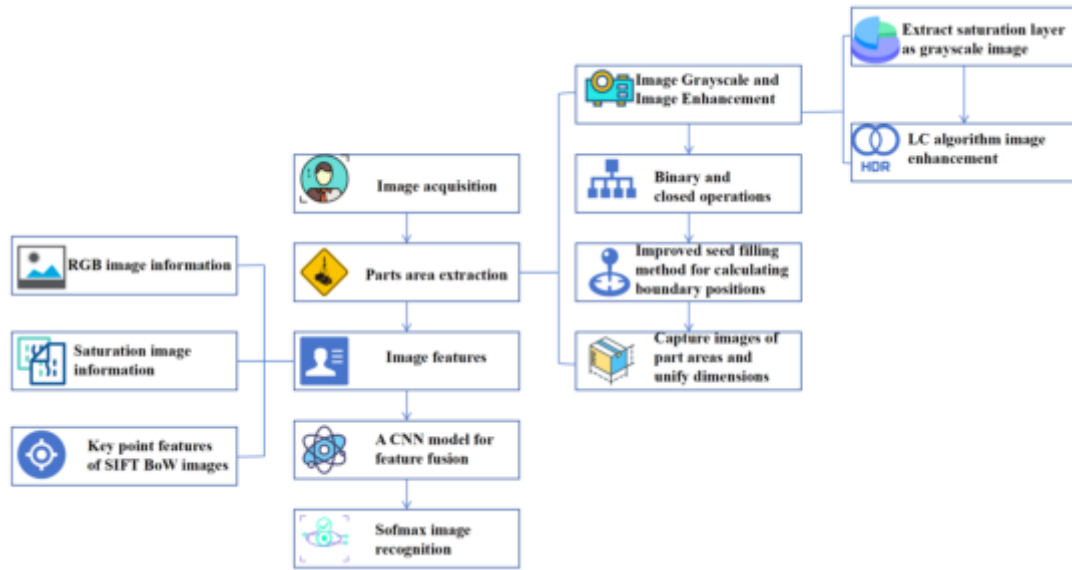 Extract saturation layer
as grayscale image
Image Grayscale and
Image Enhancement
LC algorithm image
enhancement
HDR
Image acquisition
Binary and
closed operations
RGB image information
Parts area extraction
Improved seed filling
method for calculating
boundary positions
Saturation image
information
Image features
Capture images of
part areas and
unify dimensions
Key point features
of SIFT BoW images
A CNN model for
feature fusion
Sofmax image
recognition